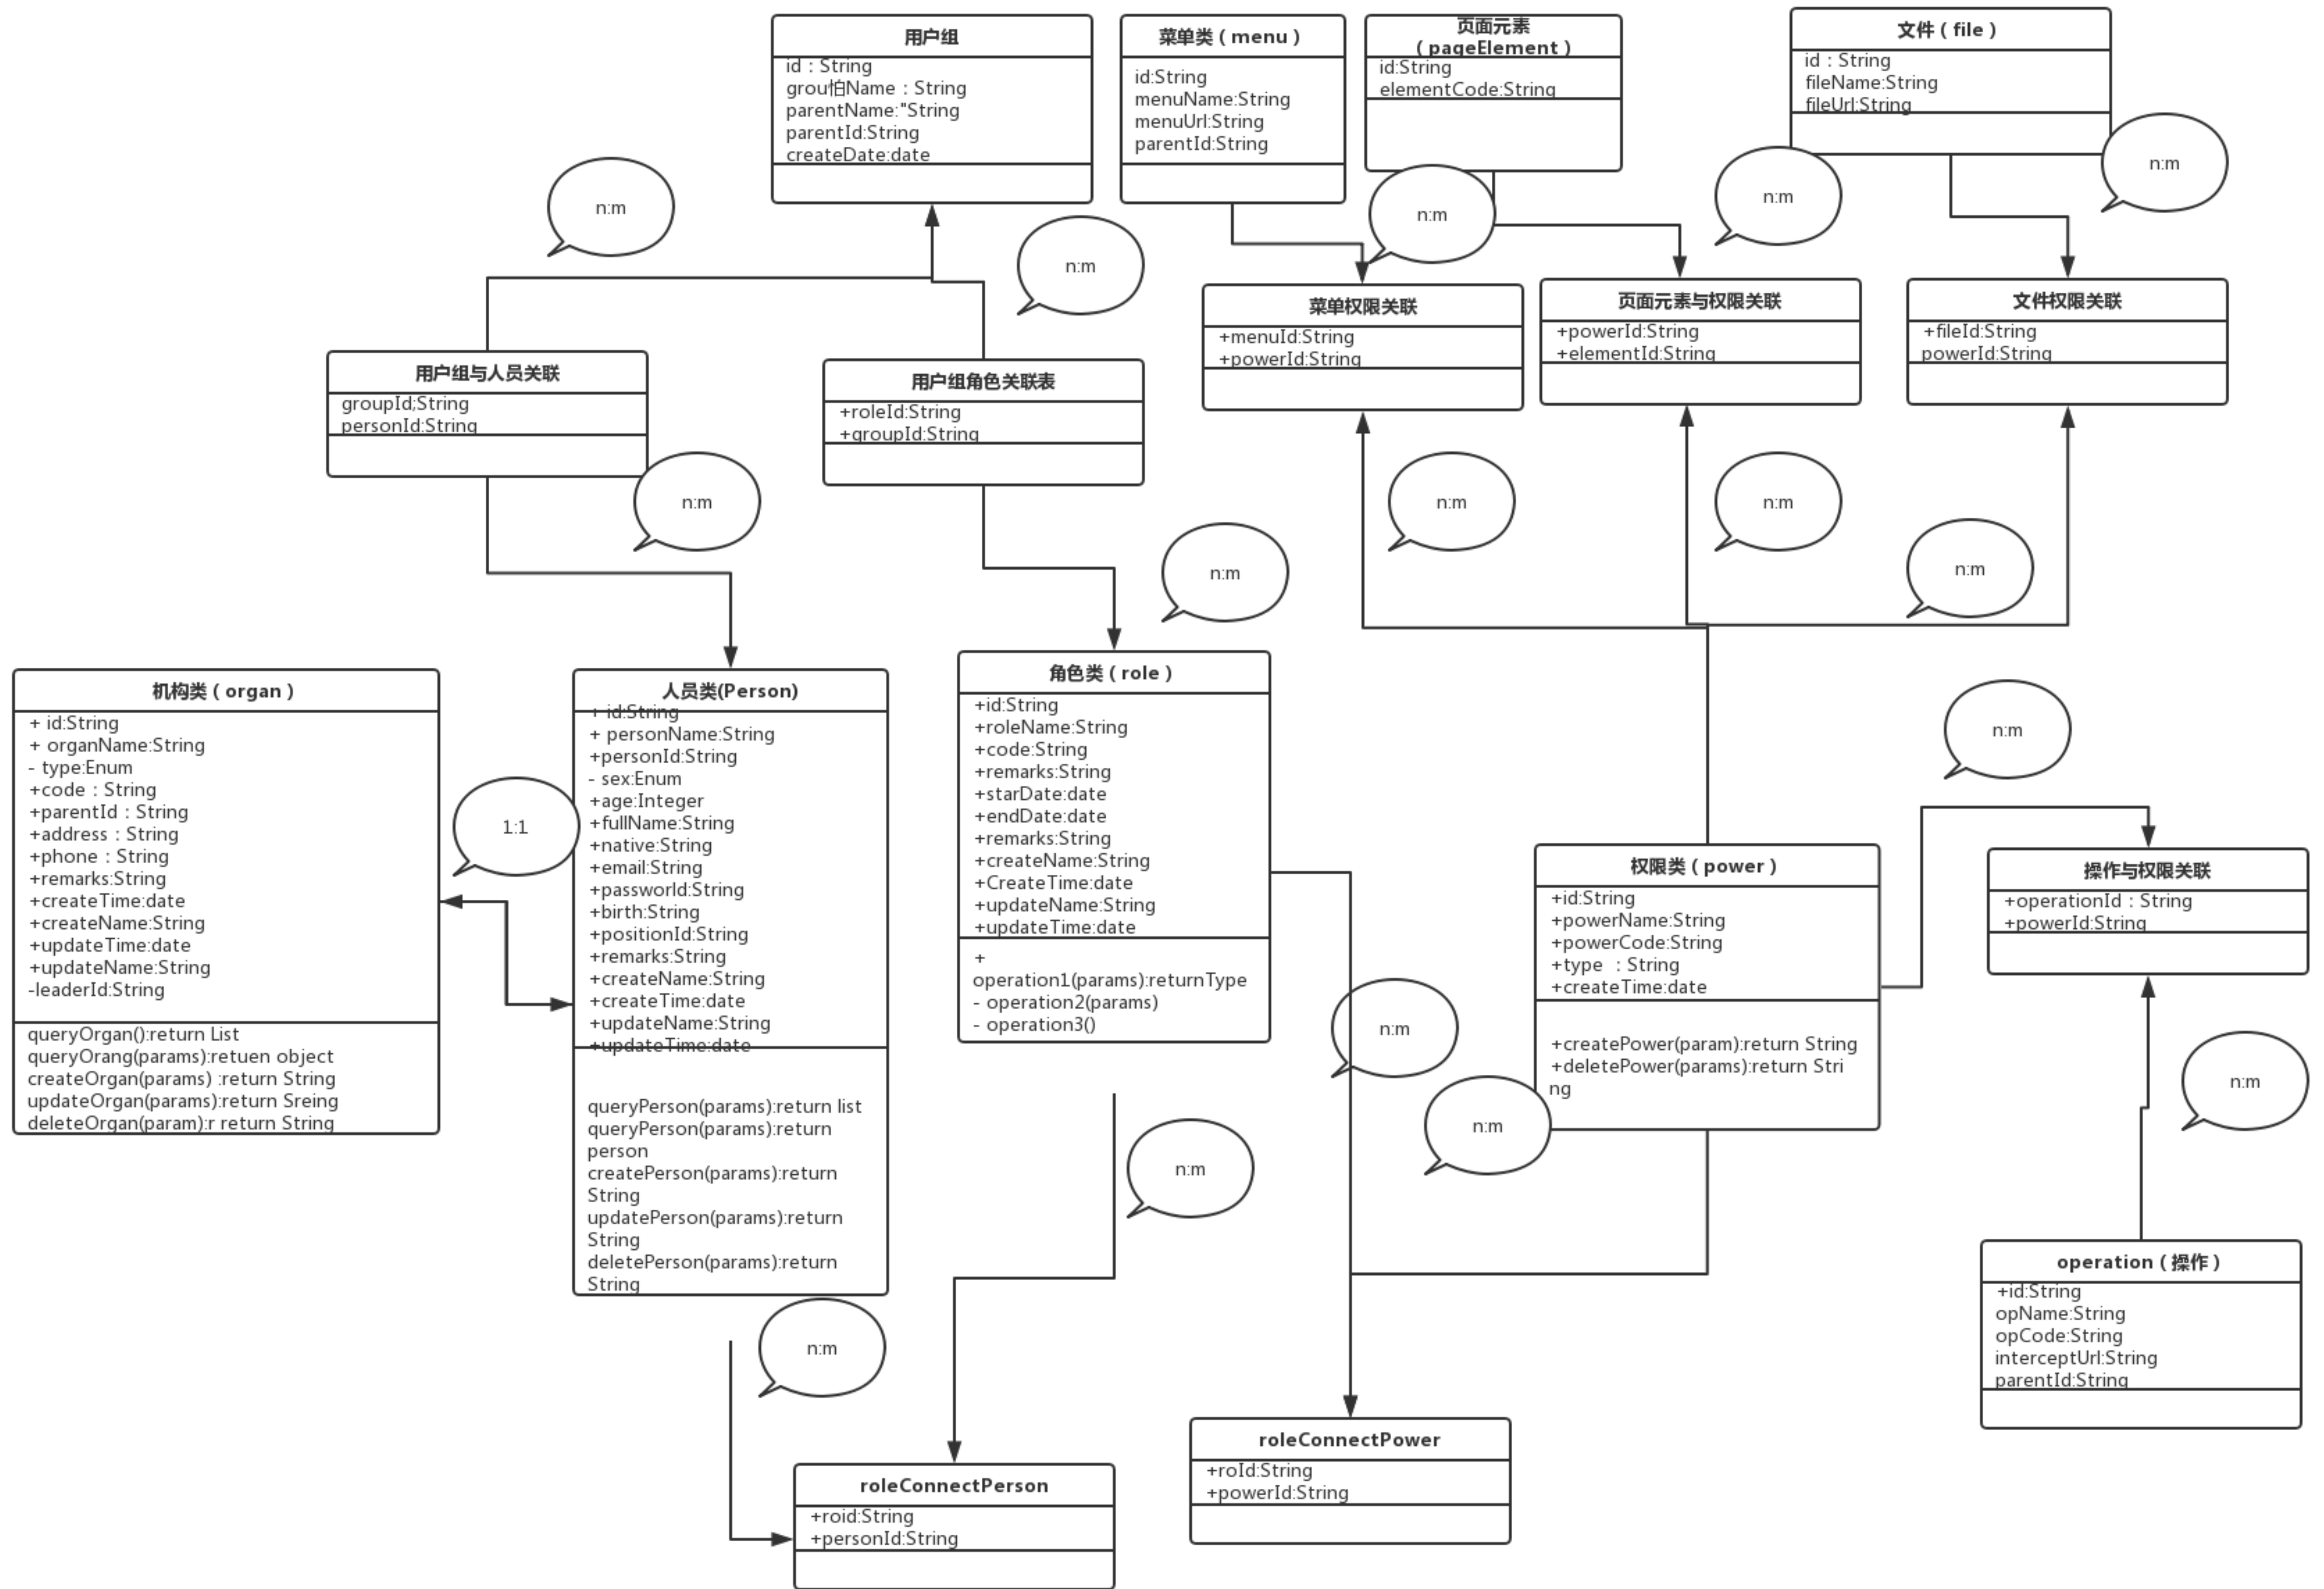 用户组
id：String
grou怕Name：String
parentName:"String
parentId:String
createDate:date
菜单类（menu）
id:String
menuName:String
menuUrl:String
parentId:String
页面元素
（pageElement）
id:String
elementCode:String
文件（file）
id：String
fileName:String
fileUrl:String
n:m
n:m
n:m
n:m
n:m
用户组与人员关联
groupId;String
personId:String
用户组角色关联表
+roleId:String
+groupId:String
菜单权限关联
+menuId:String
+powerId:String
页面元素与权限关联
+powerId:String
+elementId:String
文件权限关联
+fileId:String
powerId:String
n:m
n:m
n:m
n:m
n:m
机构类（organ）
+ id:String
+ organName:String
- type:Enum
+code：String
+parentId：String
+address：String
+phone：String
+remarks:String
+createTime:date
+createName:String
+updateTime:date
+updateName:String
-leaderId:String
queryOrgan():return List
queryOrang(params):retuen object
createOrgan(params) :return String
updateOrgan(params):return Sreing
deleteOrgan(param):r return String
1:1
人员类(Person)
+ id:String
+ personName:String
+personId:String
- sex:Enum
+age:Integer
+fullName:String
+native:String
+email:String
+passworld:String
+birth:String
+positionId:String
+remarks:String
+createName:String
+createTime:date
+updateName:String
+updateTime:date
queryPerson(params):return list
queryPerson(params):return
person
createPerson(params):return
String
updatePerson(params):return
String
deletePerson(params):return
String
角色类（role）
+id:String
+roleName:String
+code:String
+remarks:String
+starDate:date
+endDate:date
+remarks:String
+createName:String
+CreateTime:date
+updateName:String
+updateTime:date
+
operation1(params):returnType
- operation2(params)
- operation3()
n:m
权限类（power）
+id:String
+powerName:String
+powerCode:String
+type ：String
+createTime:date
+createPower(param):return String
+deletePower(params):return Stri
ng
操作与权限关联
+operationId：String
+powerId:String
n:m
n:m
n:m
n:m
n:m
operation（操作）
+id:String
opName:String
opCode:String
interceptUrl:String
parentId:String
roleConnectPerson
+roid:String
+personId:String
roleConnectPower
+roId:String
+powerId:String